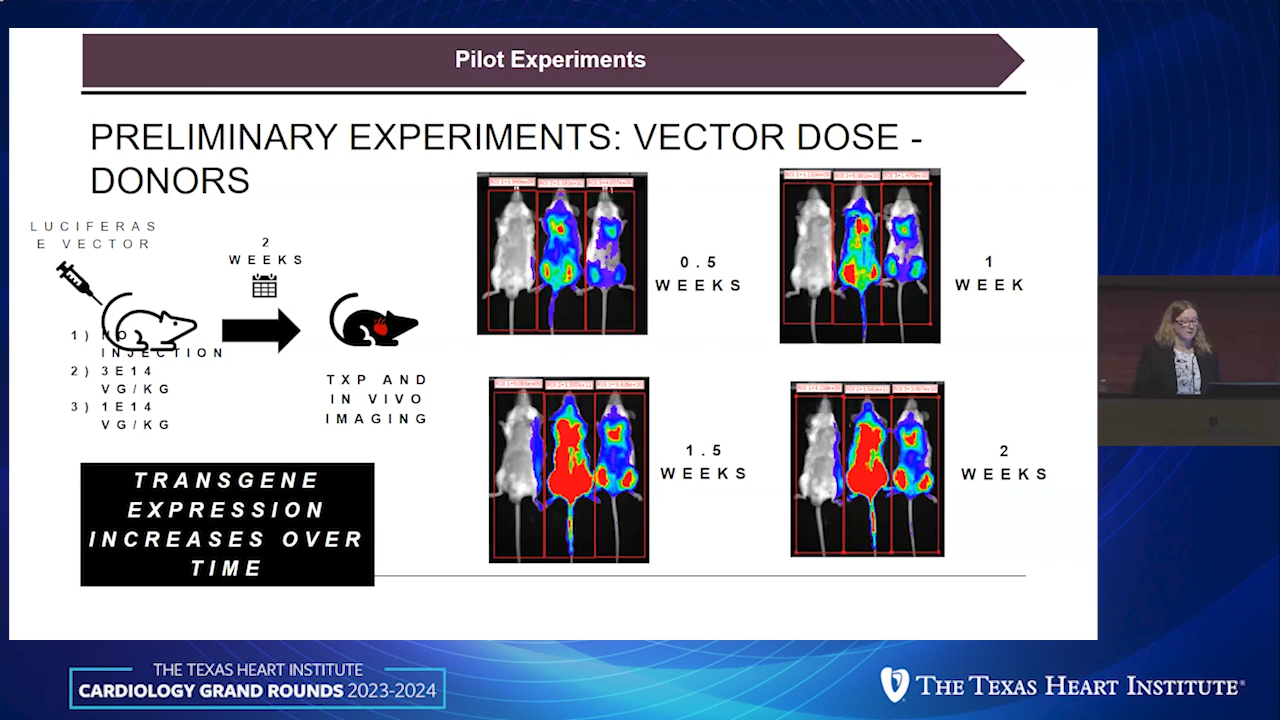 Pilot Experiments
PRELIMINARY EXPERIMENTS: VECTOR DOSE -
DONORS
LUCIFERAS
E VECTOR
2
WEEKS
1) NO
INJECTION
2) 3E14
VG/KG
3) 1E14
VG/KG
TXP AND
IN VIVO
IMAGING
TRANSGENE
EXPRESSION
INCREASES OVER
TIME
0.5
WEEKS
1
WEEK
1.5
WEEKS
2
WEEKS
THE TEXAS HEART INSTITUTE
CARDIOLOGY GRAND ROUNDS 2023-2024
THE TEXAS HEART INSTITUTE®